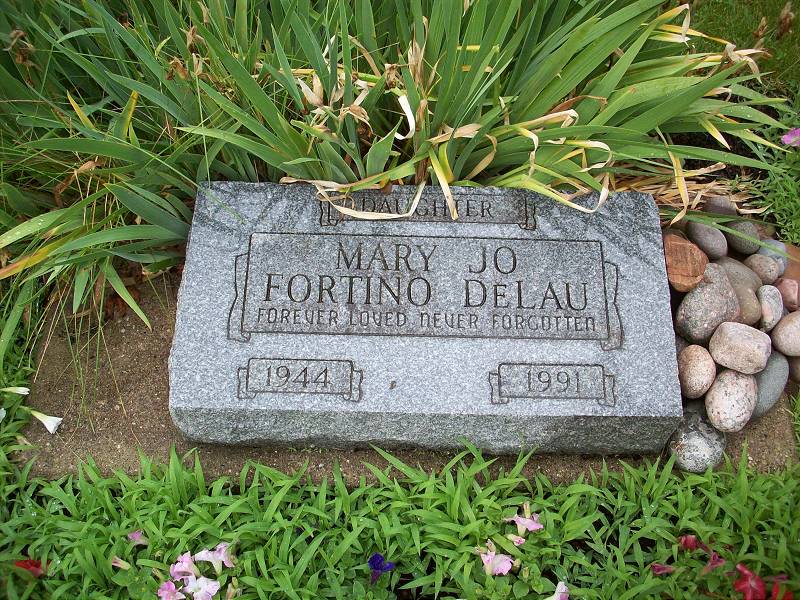 DAUGHTER
MARY JO
FORTINO DELAU
FOREVER LOVED NEVER FORGOTTEN
1944 1991